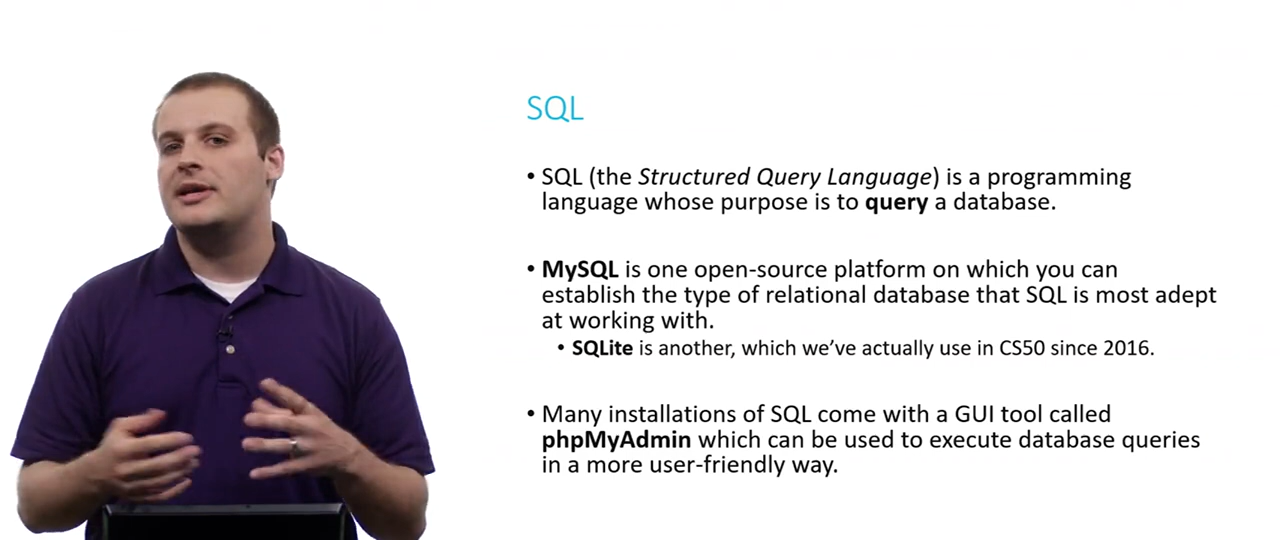 SQL
• SQL (the Structured Query Language) is a programming
language whose purpose is to query a database.
• MySQL is one open-source platform on which you can
establish the type of relational database that SQL is most adept
at working with.
• SQLite is another, which we’ve actually use in CS50 since 2016.
• Many installations of SQL come with a GUI tool called
phpMyAdmin which can be used to execute database queries
in a more user-friendly way.